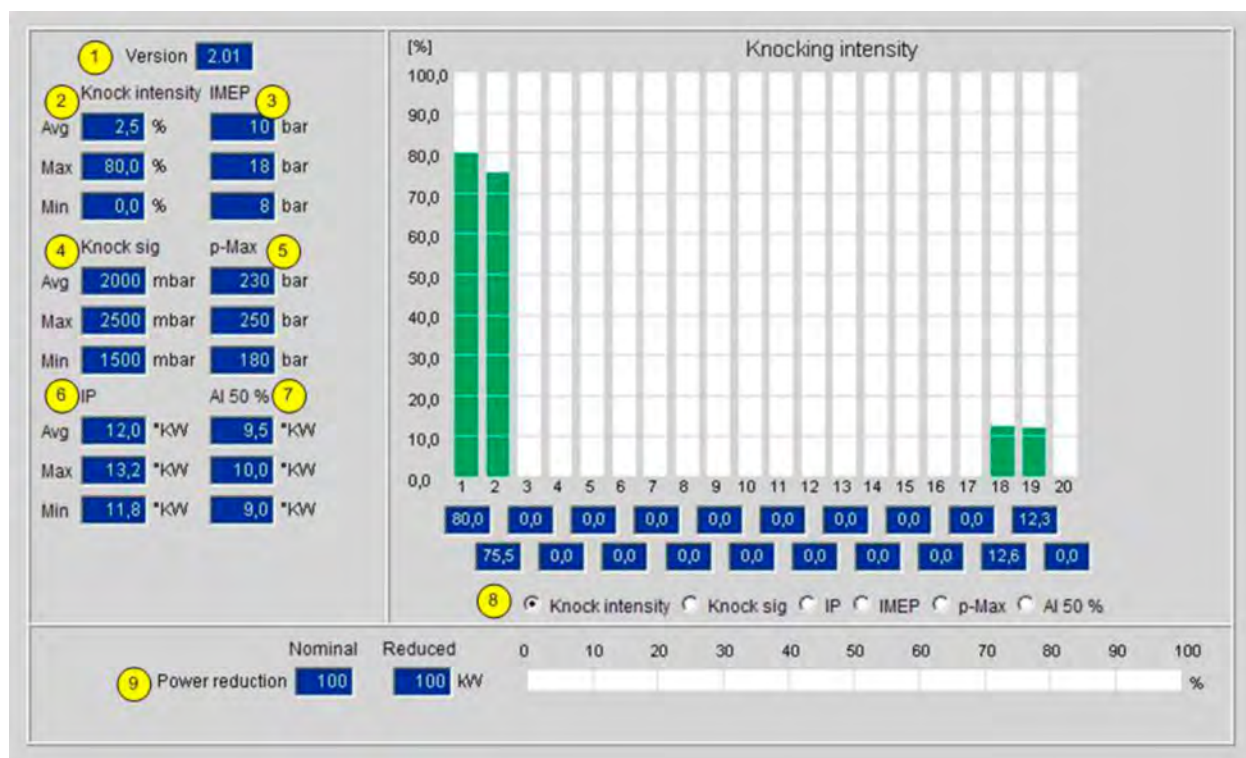 1 Version 2.01
2 Knock intensity IMEP 3
Avg 2,5 % 10 bar
Max 80,0 % 18 bar
Min 0,0 % 8 bar
4 Knock sig p-Max 5
Avg 2000 mbar 230 bar
Max 2500 mbar 250 bar
Min 1500 mbar 180 bar
6 IP AI 50 % 7
Avg 12,0 °KW 9,5 °KW
Max 13,2 °KW 10,0 °KW
Min 11,8 °KW 9,0 °KW
[%] Knocking intensity
100,0
90,0
80,0
70,0
60,0
50,0
40,0
30,0
20,0
10,0
0,0
1 2 3 4 5 6 7 8 9 10 11 12 13 14 15 16 17 18 19 20
80,0 0,0 0,0 0,0 0,0 0,0 0,0 0,0 0,0 12,3
75,5 0,0 0,0 0,0 0,0 0,0 0,0 0,0 12,6 0,0
8 Knock intensity Knock sig IP IMEP p-Max AI 50 %
Nominal Reduced 0 10 20 30 40 50 60 70 80 90 100
9 Power reduction 100 100 kW %